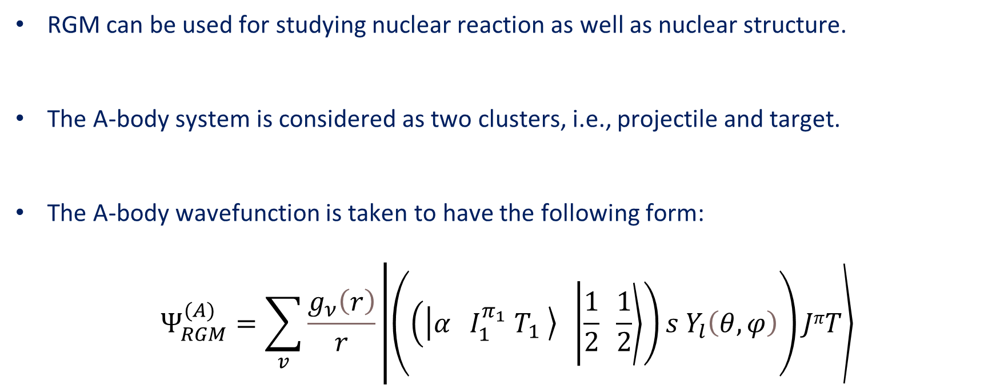 • RGM can be used for studying nuclear reaction as well as nuclear structure.
• The A-body system is considered as two clusters, i.e., projectile and target.
• The A-body wavefunction is taken to have the following form:
$\Psi_{RGM}^{(A)} = \sum_{\nu} \frac{g_{\nu}(r)}{r} \left| \left( \left( \left| \alpha \ I_1^{\pi_1} T_1 \right\rangle \left| \frac{1}{2} \ \frac{1}{2} \right\rangle \right) s \, Y_l(\theta, \varphi) \right) J^{\pi} T \right\rangle$